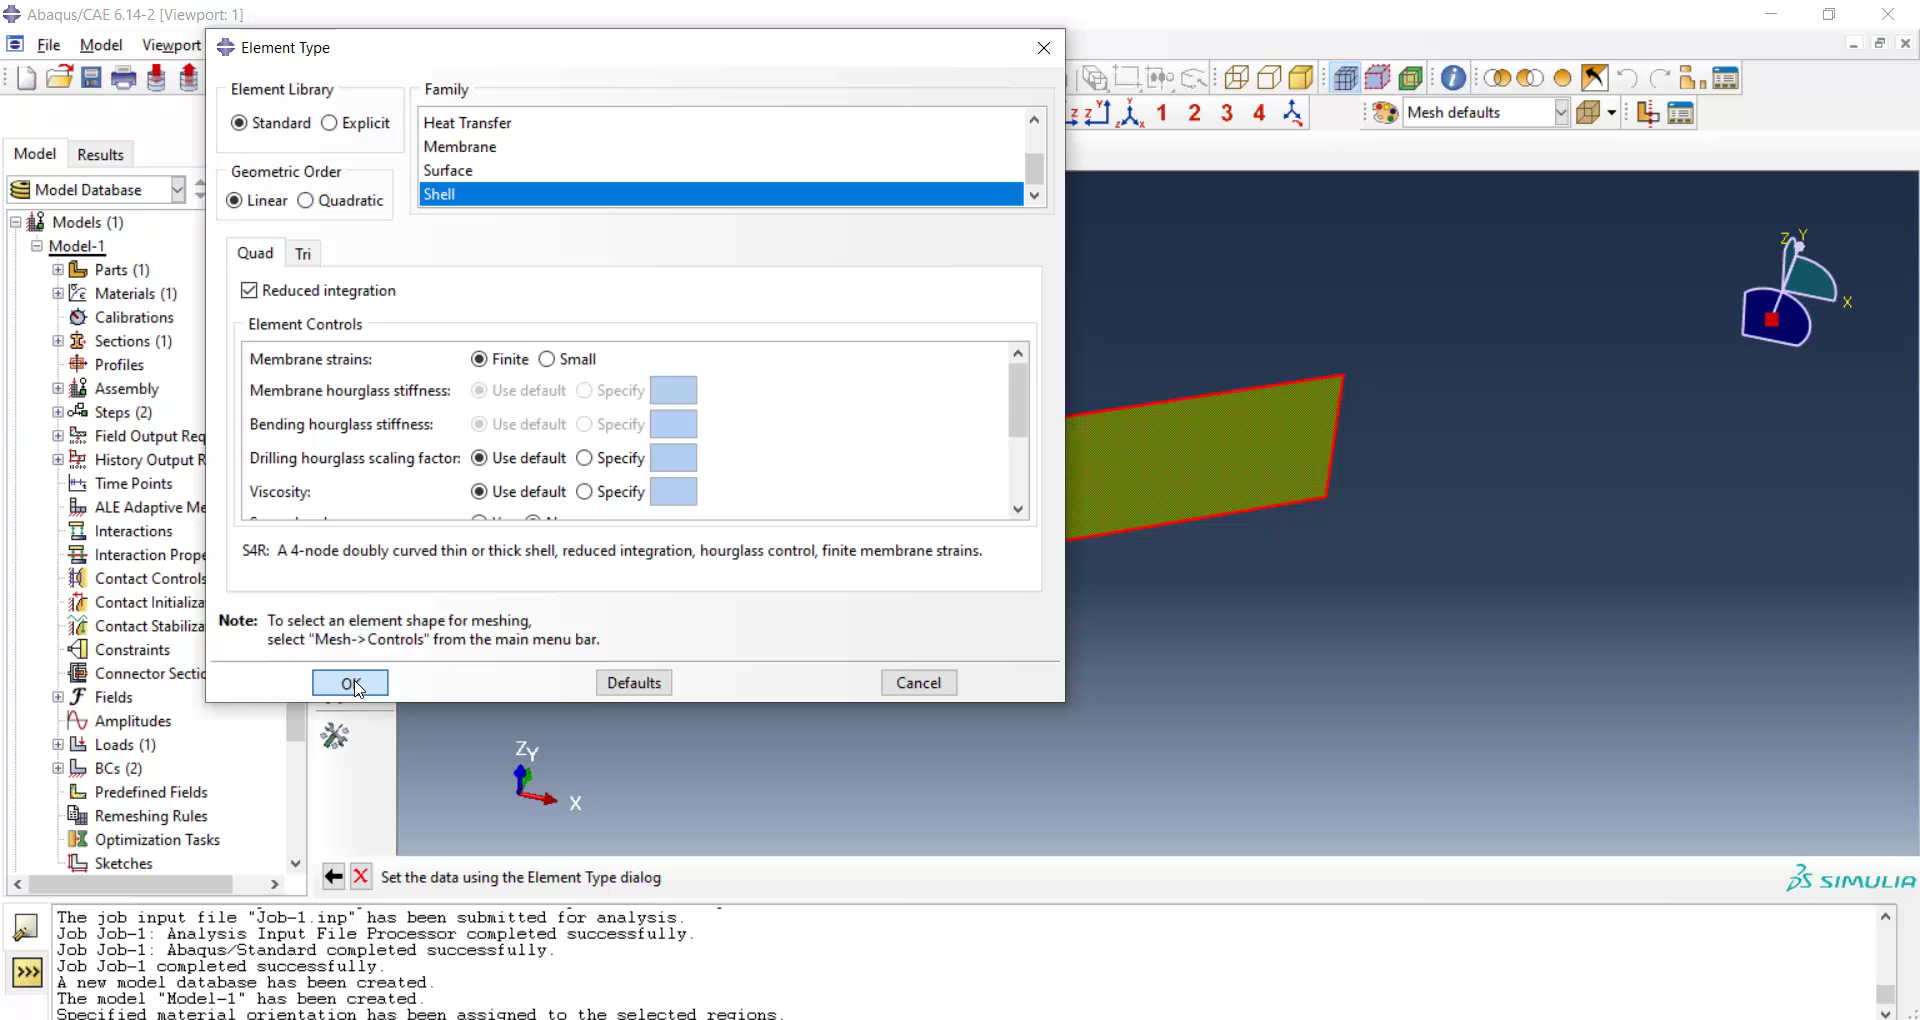 Abaqus/CAE 6.14-2 [Viewport: 1]
File Model Viewport
Element Type
Element Library
Standard Explicit
Geometric Order
Linear Quadratic
Family
Heat Transfer
Membrane
Surface
Shell
1 2 3 4
Mesh defaults
Model Results
Model Database
Models (1)
Model-1
Parts (1)
Materials (1)
Calibrations
Sections (1)
Profiles
Assembly
Steps (2)
Field Output Req
History Output R
Time Points
ALE Adaptive Me
Interactions
Interaction Prope
Contact Controls
Contact Initializa
Contact Stabiliza
Constraints
Connector Sectio
Fields
Amplitudes
Loads (1)
BCs (2)
Predefined Fields
Remeshing Rules
Optimization Tasks
Sketches
Quad Tri
Reduced integration
Element Controls
Membrane strains: Finite Small
Membrane hourglass stiffness: Use default Specify
Bending hourglass stiffness: Use default Specify
Drilling hourglass scaling factor: Use default Specify
Viscosity: Use default Specify
S4R: A 4-node doubly curved thin or thick shell, reduced integration, hourglass control, finite membrane strains.
Note: To select an element shape for meshing,
select "Mesh->Controls" from the main menu bar.
OK Defaults Cancel
Z Y
X
Z Y
X
Set the data using the Element Type dialog
SIMULIA
The job input file "Job-1.inp" has been submitted for analysis.
Job Job-1: Analysis Input File Processor completed successfully.
Job Job-1: Abaqus/Standard completed successfully.
Job Job-1 completed successfully.
A new model database has been created.
The model "Model-1" has been created.
Specified material orientation has been assigned to the selected regions.